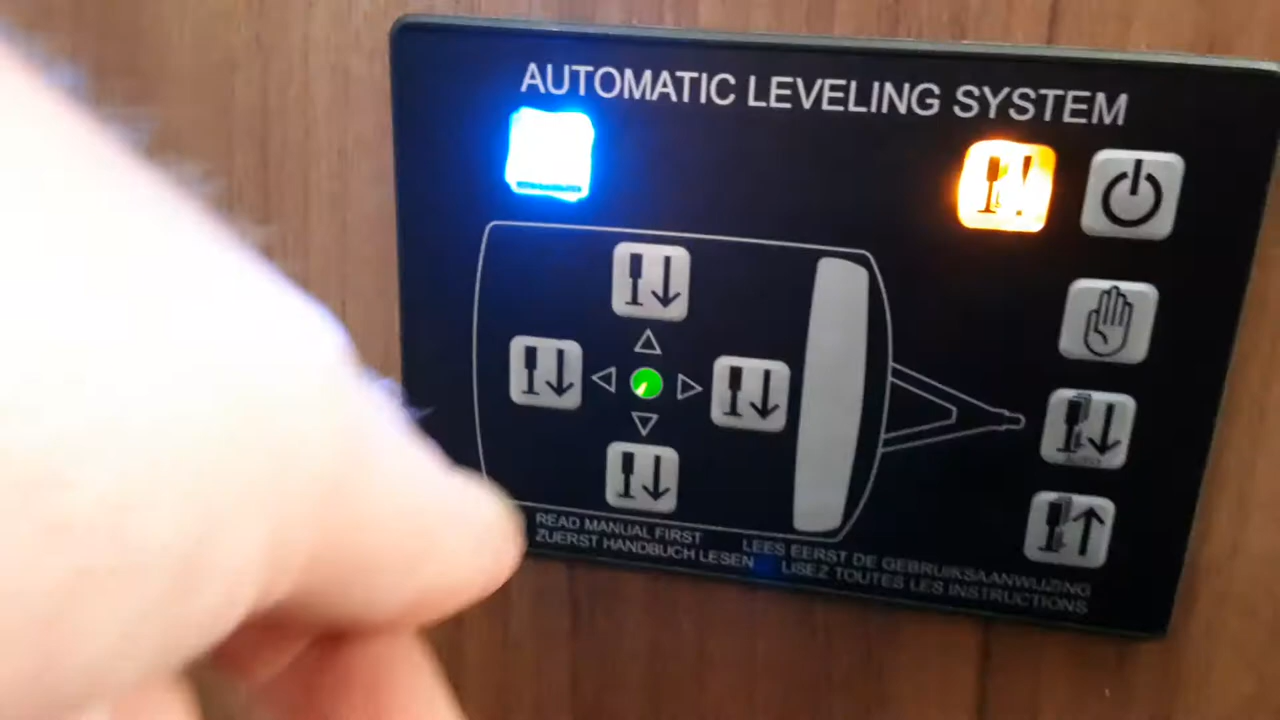 AUTOMATIC LEVELING SYSTEM
READ MANUAL FIRST
ZUERST HANDBUCH LESEN
LEES EERST DE GEBRUIKSAANWIJZING
LISEZ TOUTES LES INSTRUCTIONS